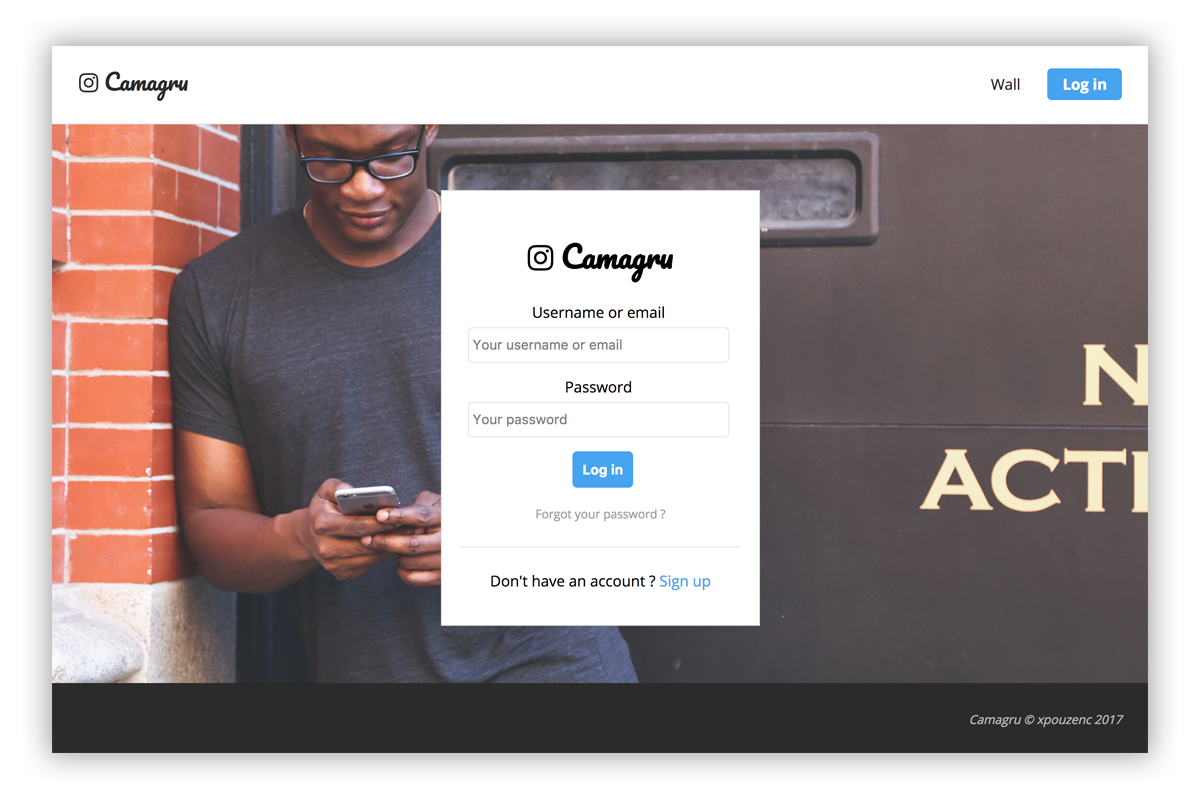 Camagru
Wall
Log in
Camagru
Username or email
Your username or email
Password
Your password
Log in
Forgot your password ?
Don't have an account ? Sign up
N
ACTI
Camagru © xpouzenc 2017